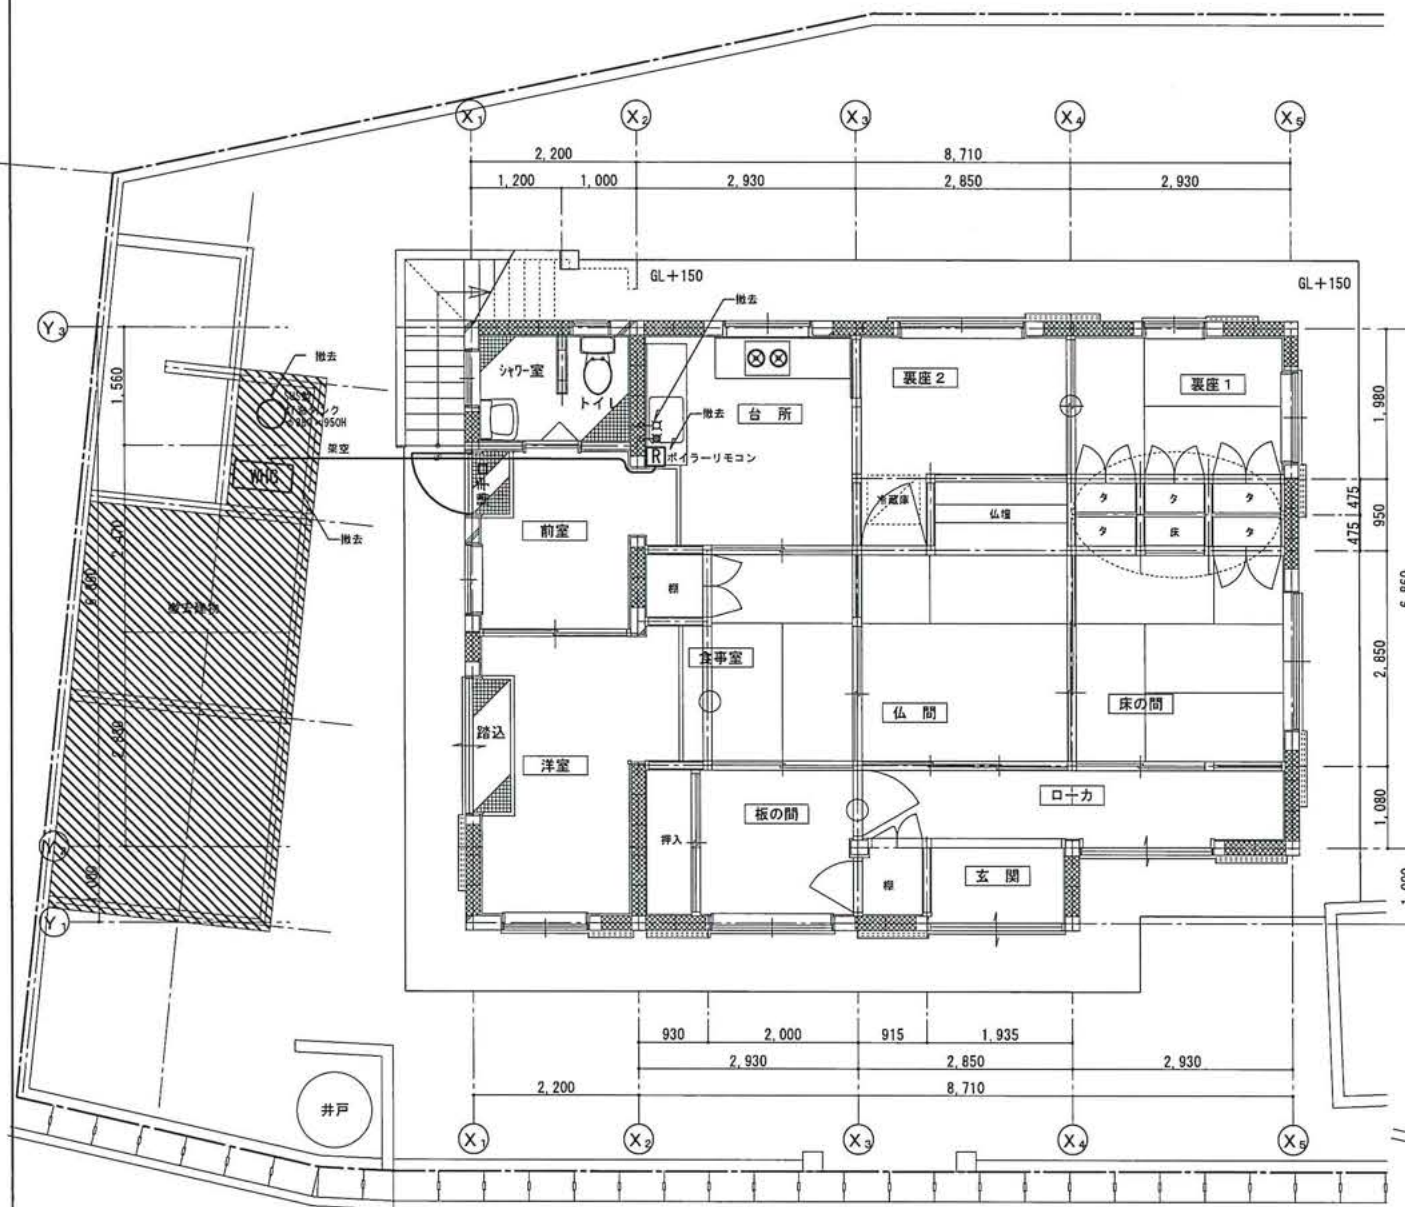 X1 X2 X3 X4 X5
2,200 8,710
1,200 1,000 2,930 2,850 2,930
GL+150
GL+150
撤去
Y3
撤去
1,560
シャワー室
トイレ
台 所
裏座2
裏座1
1,980
撤去
架空
R ボイラーリモコン
WHC
冷蔵庫
仏壇
タ タ タ
タ 床 タ
475 475
950
撤去
前室
棚
撤去建物
食事室
6,860
2,850
踏込
洋室
仏 間
床の間
板の間
ローカ
1,080
押入
棚
玄 関
Y2
Y1
930 2,000 915 1,935
2,930 2,850 2,930
2,200 8,710
井戸
X1 X2 X3 X4 X5